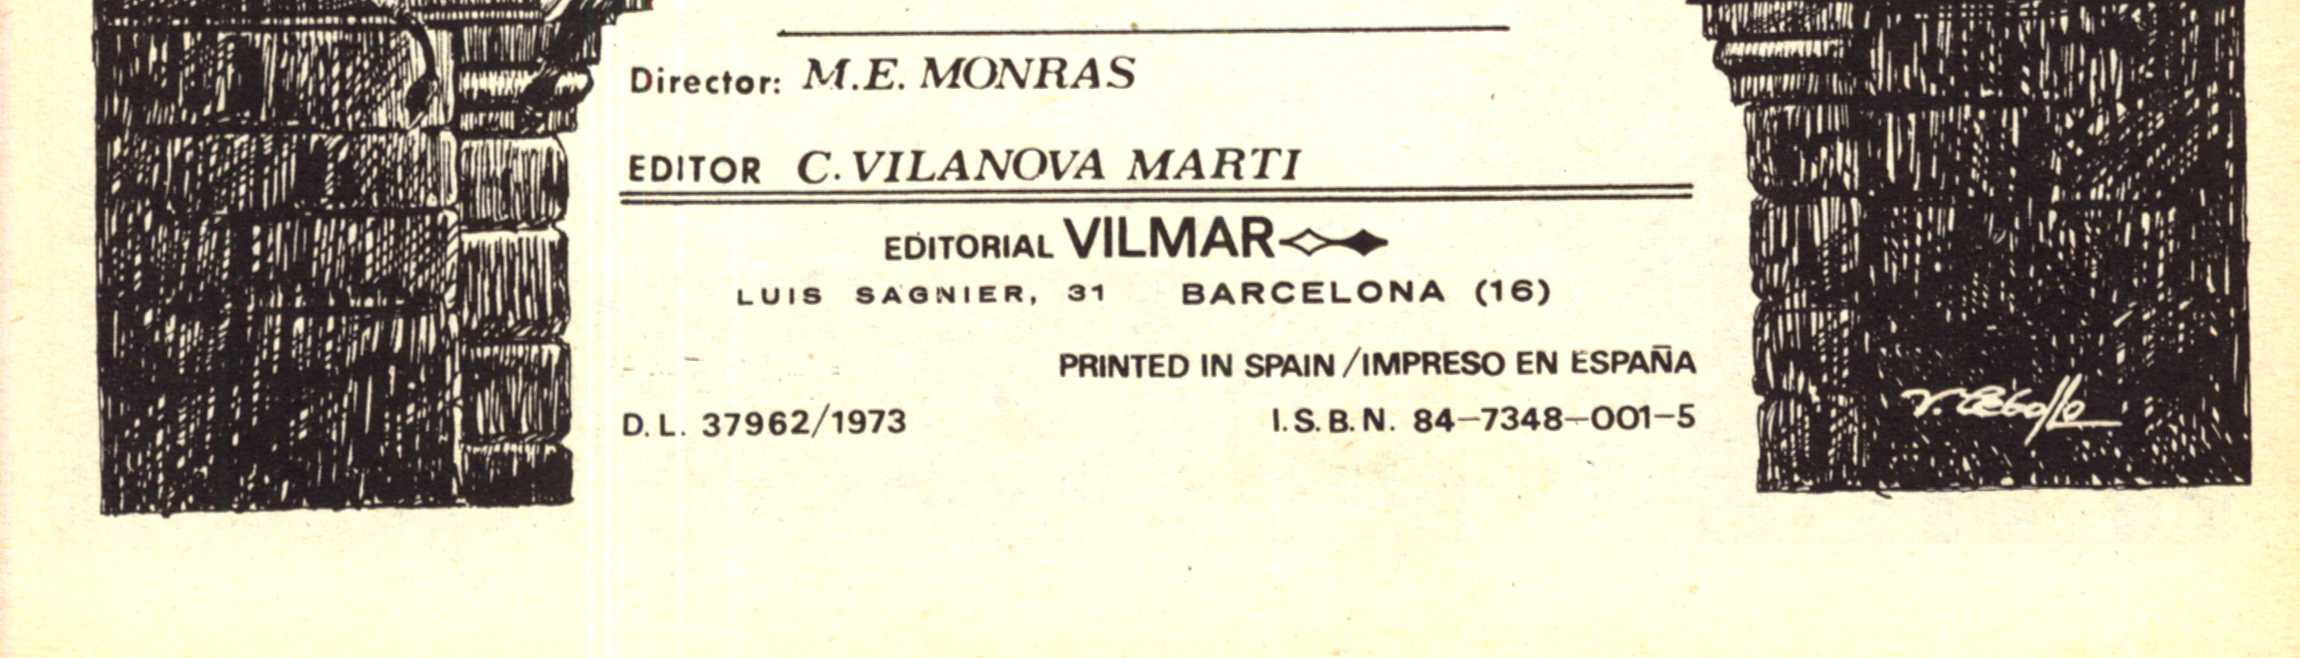 Director: M.E. MONRAS
EDITOR C. VILANOVA MARTI
EDITORIAL VILMAR
LUIS SAGNIER, 31 BARCELONA (16)
PRINTED IN SPAIN/IMPRESO EN ESPAÑA
D.L. 37962/1973 I.S.B.N. 84-7348-001-5
V. Cebollo